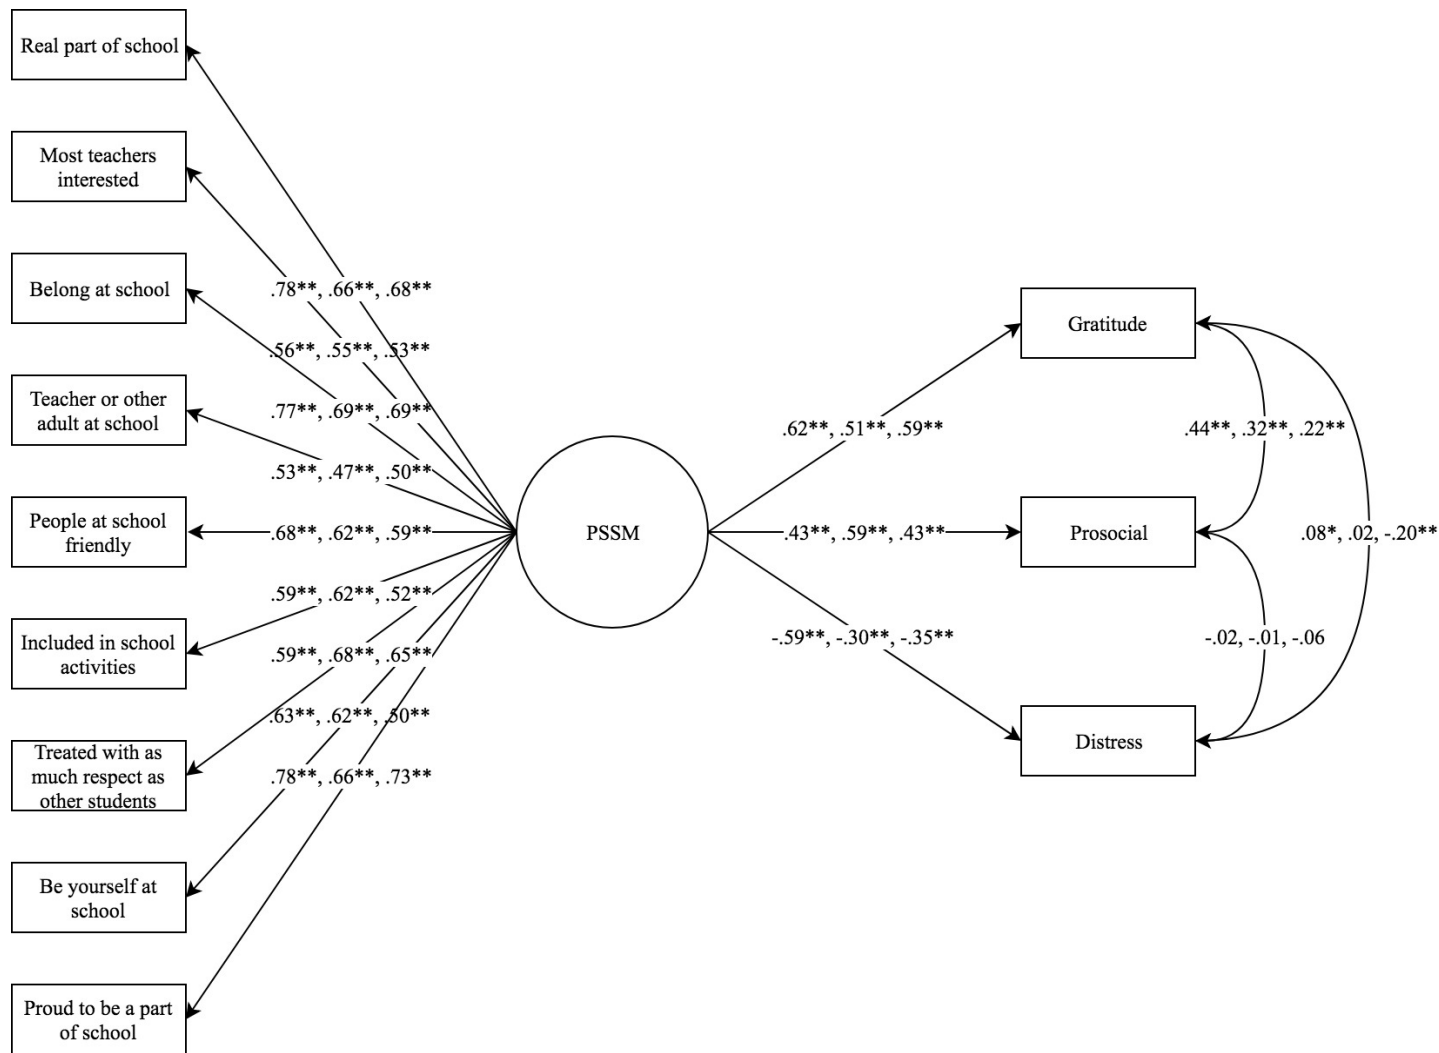 Real part of school
Most teachers
interested
Belong at school
Teacher or other
adult at school
People at school
friendly
Included in school
activities
Treated with as
much respect as
other students
Be yourself at
school
Proud to be a part
of school
.78**, .66**, .68**
.56**, .55**, .53**
.77**, .69**, .69**
.53**, .47**, .50**
.68**, .62**, .59**
.59**, .62**, .52**
.59**, .68**, .65**
.63**, .62**, .50**
.78**, .66**, .73**
PSSM
.62**, .51**, .59**
.43**, .59**, .43**
-.59**, -.30**, -.35**
Gratitude
Prosocial
Distress
.44**, .32**, .22**
.08*, .02, -.20**
-.02, -.01, -.06